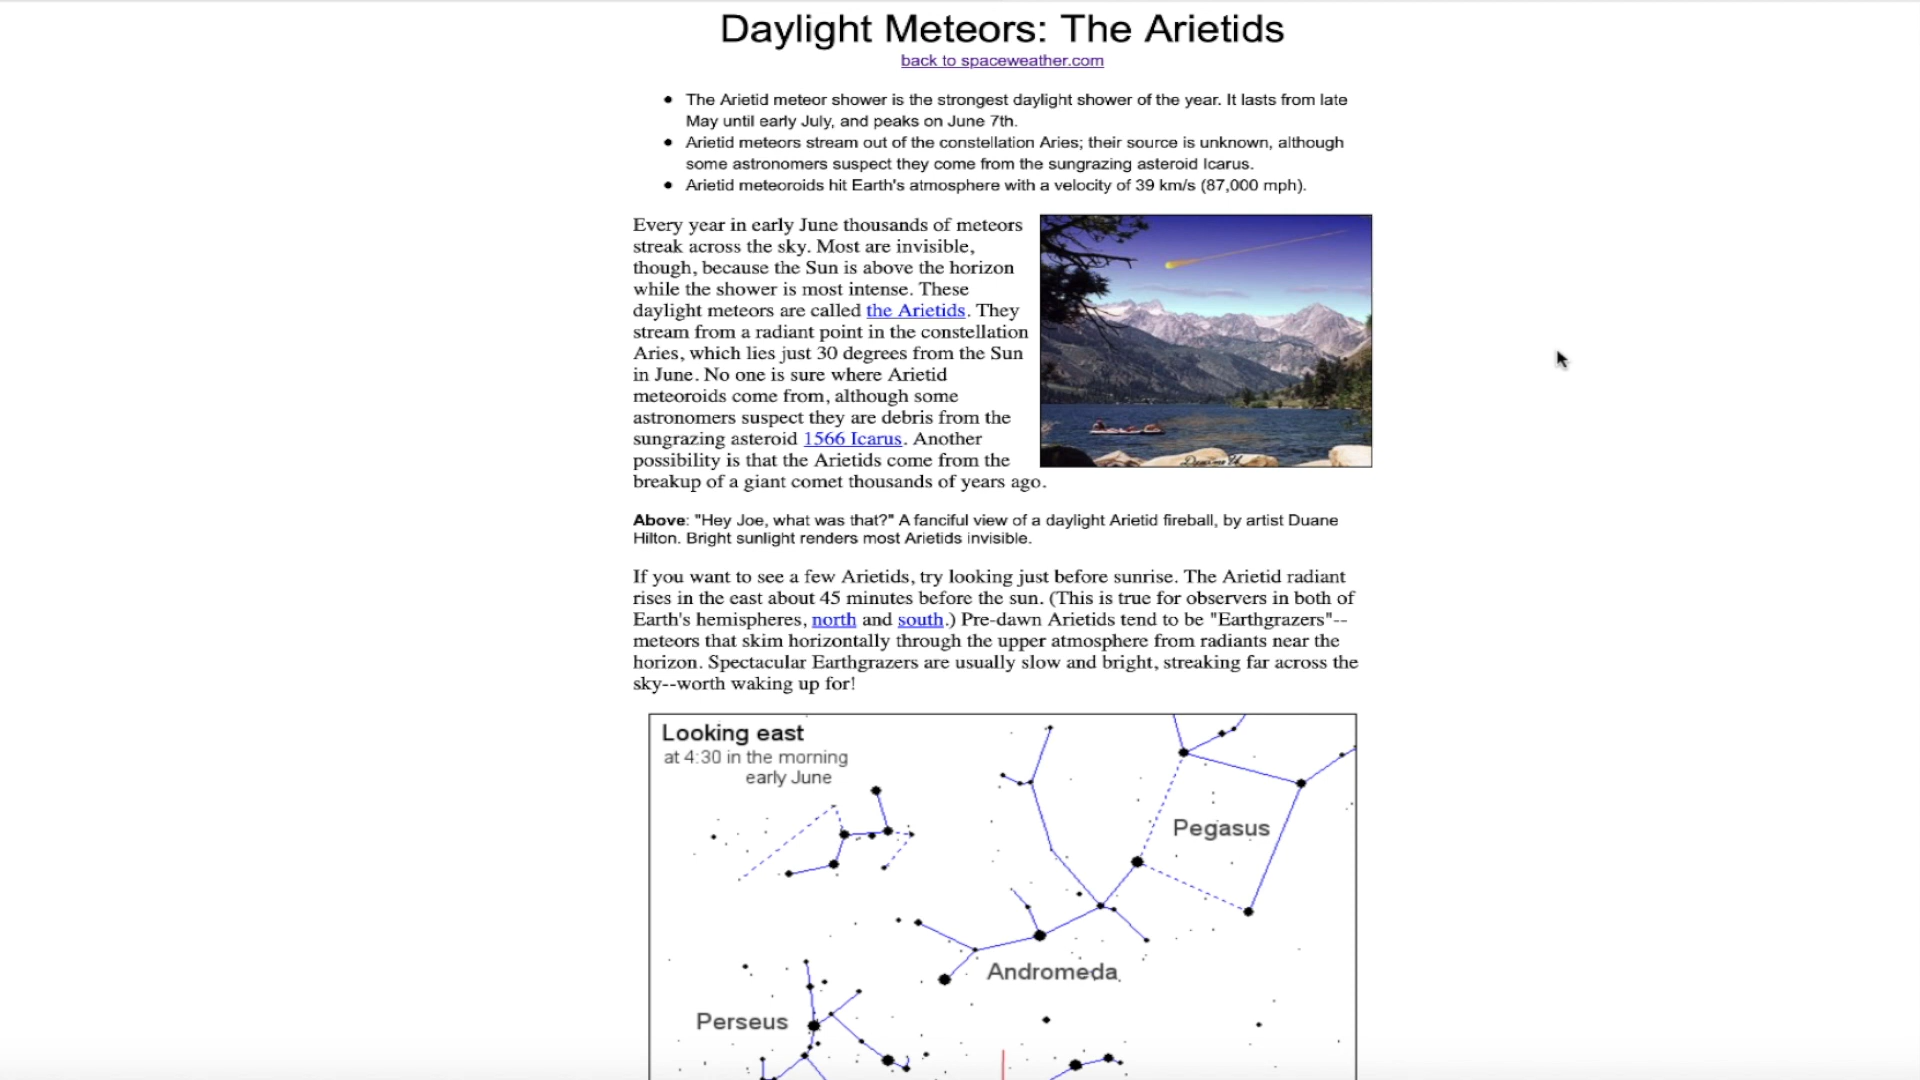 Daylight Meteors: The Arietids
back to spaceweather.com
The Arietid meteor shower is the strongest daylight shower of the year. It lasts from late
May until early July, and peaks on June 7th.
Arietid meteors stream out of the constellation Aries; their source is unknown, although
some astronomers suspect they come from the sungrazing asteroid Icarus.
Arietid meteoroids hit Earth's atmosphere with a velocity of 39 km/s (87,000 mph).
Every year in early June thousands of meteors
streak across the sky. Most are invisible,
though, because the Sun is above the horizon
while the shower is most intense. These
daylight meteors are called the Arietids. They
stream from a radiant point in the constellation
Aries, which lies just 30 degrees from the Sun
in June. No one is sure where Arietid
meteoroids come from, although some
astronomers suspect they are debris from the
sungrazing asteroid 1566 Icarus. Another
possibility is that the Arietids come from the
breakup of a giant comet thousands of years ago.
Above: "Hey Joe, what was that?" A fanciful view of a daylight Arietid fireball, by artist Duane
Hilton. Bright sunlight renders most Arietids invisible.
If you want to see a few Arietids, try looking just before sunrise. The Arietid radiant
rises in the east about 45 minutes before the sun. (This is true for observers in both of
Earth's hemispheres, north and south.) Pre-dawn Arietids tend to be "Earthgrazers"--
meteors that skim horizontally through the upper atmosphere from radiants near the
horizon. Spectacular Earthgrazers are usually slow and bright, streaking far across the
sky--worth waking up for!
Looking east
at 4:30 in the morning
early June
Pegasus
Andromeda
Perseus